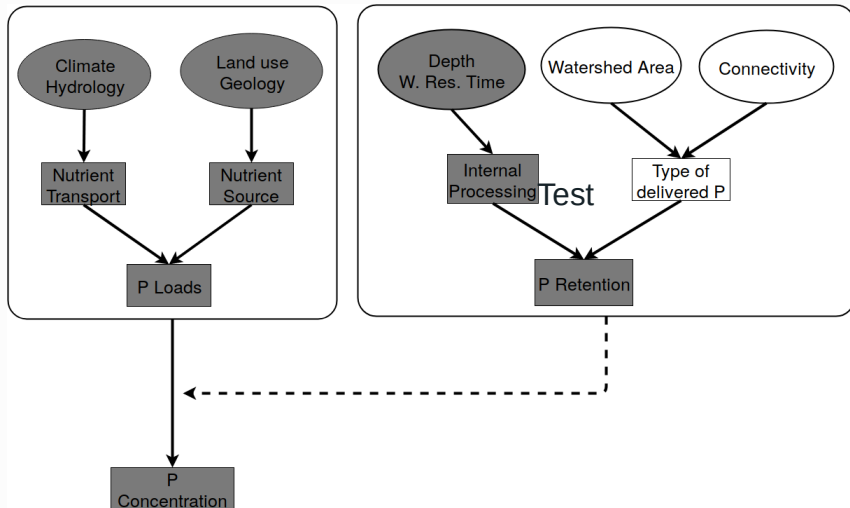 Climate
Hydrology
Land use
Geology
Nutrient
Transport
Nutrient
Source
P Loads
Depth
W. Res. Time
Watershed Area
Connectivity
Internal
Processing
Test
Type of
delivered P
P Retention
P
Concentration